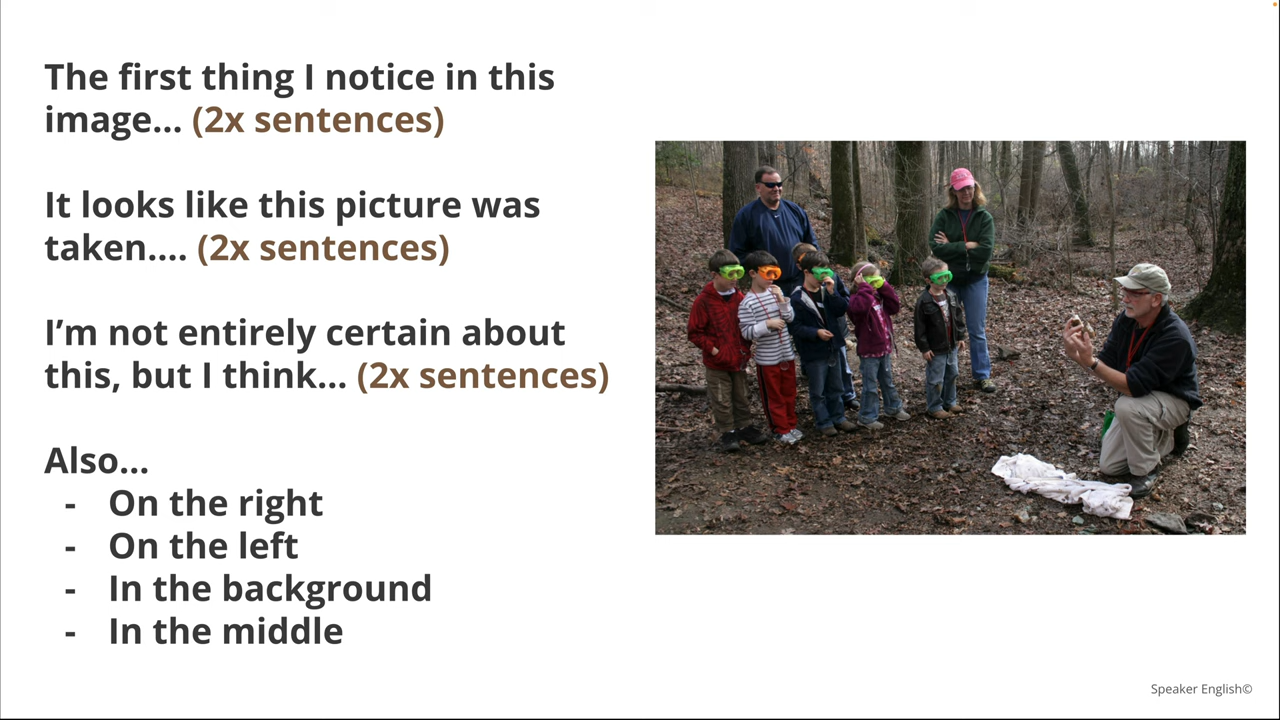 The first thing I notice in this
image... (2x sentences)
It looks like this picture was
taken.... (2x sentences)
I’m not entirely certain about
this, but I think... (2x sentences)
Also...
- On the right
- On the left
- In the background
- In the middle
Speaker English©